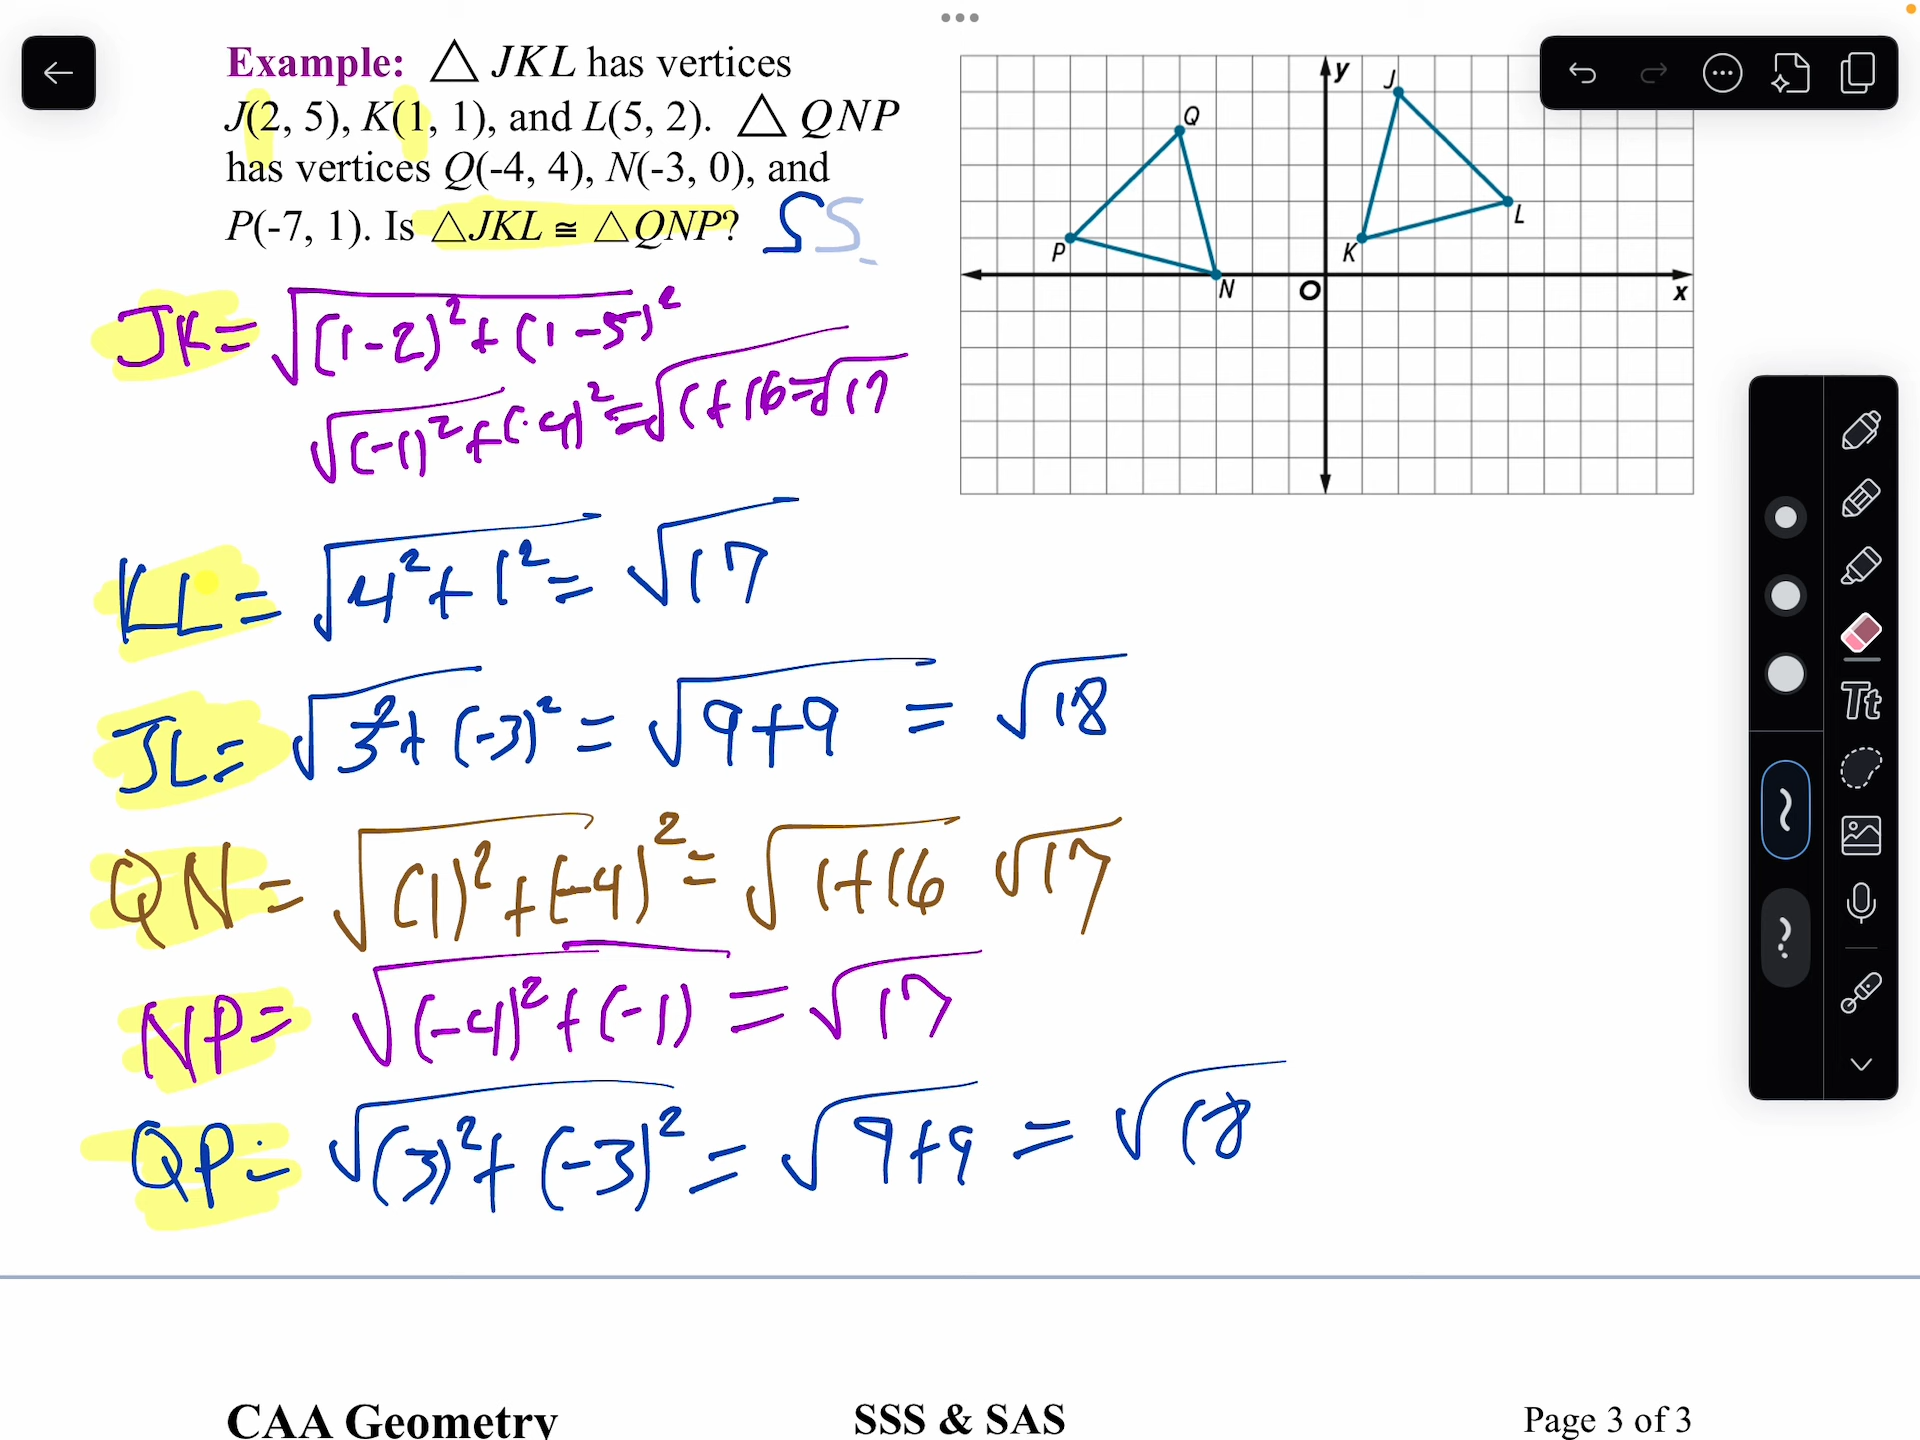 Example: △ JKL has vertices
J(2, 5), K(1, 1), and L(5, 2). △ QNP
has vertices Q(-4, 4), N(-3, 0), and
P(-7, 1). Is △JKL ≅ △QNP? SS
y
J
Q
P
K
L
N
O
x
JK= √(1-2)²+(1-5)²
√(-1)²+(-4)²=√1+16=√17
KL= √4²+1²= √17
JL= √3²+(-3)²= √9+9 = √18
QN= √(1)²+(-4)²= √1+16 √17
NP= √(-4)²+(-1) = √17
QP= √(3)²+(-3)² = √9+9 = √18
Tt
?
CAA Geometry SSS & SAS Page 3 of 3